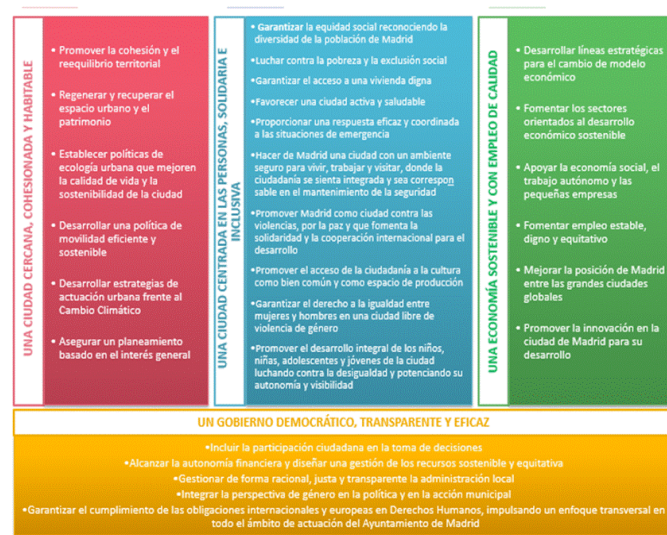 UNA CIUDAD CERCANA, COHESIONADA Y HABITABLE
• Promover la cohesión y el
reequilibrio territorial
• Regenerar y recuperar el
espacio urbano y el
patrimonio
• Establecer políticas de
ecología urbana que mejoren
la calidad de vida y la
sostenibilidad de la ciudad
• Desarrollar una política de
movilidad eficiente y
sostenible
• Desarrollar estrategias de
actuación urbana frente al
Cambio Climático
• Asegurar un planeamiento
basado en el interés general
UNA CIUDAD CENTRADA EN LAS PERSONAS, SOLIDARIA E
INCLUSIVA
• Garantizar la equidad social reconociendo la
diversidad de la población de Madrid
•Luchar contra la pobreza y la exclusión social
•Garantizar el acceso a una vivienda digna
•Favorecer una ciudad activa y saludable
•Proporcionar una respuesta eficaz y coordinada
a las situaciones de emergencia
•Hacer de Madrid una ciudad con un ambiente
seguro para vivir, trabajar y visitar, donde la
ciudadanía se sienta integrada y sea correspon
sable en el mantenimiento de la seguridad
•Promover Madrid como ciudad contra las
violencias, por la paz y que fomenta la
solidaridad y la cooperación internacional para el
desarrollo
•Promover el acceso de la ciudadanía a la cultura
como bien común y como espacio de producción
•Garantizar el derecho a la igualdad entre
mujeres y hombres en una ciudad libre de
violencia de género
•Promover el desarrollo integral de los niños,
niñas, adolescentes y jóvenes de la ciudad
luchando contra la desigualdad y potenciando su
autonomía y visibilidad
UNA ECONOMÍA SOSTENIBLE Y CON EMPLEO DE CALIDAD
• Desarrollar líneas estratégicas
para el cambio de modelo
económico
• Fomentar los sectores
orientados al desarrollo
económico sostenible
• Apoyar la economía social, el
trabajo autónomo y las
pequeñas empresas
• Fomentar empleo estable,
digno y equitativo
• Mejorar la posición de Madrid
entre las grandes ciudades
globales
• Promover la innovación en la
ciudad de Madrid para su
desarrollo
UN GOBIERNO DEMOCRÁTICO, TRANSPARENTE Y EFICAZ
•Incluir la participación ciudadana en la toma de decisiones
•Alcanzar la autonomía financiera y diseñar una gestión de los recursos sostenible y equitativa
•Gestionar de forma racional, justa y transparente la administración local
•Integrar la perspectiva de género en la política y en la acción municipal
•Garantizar el cumplimiento de las obligaciones internacionales y europeas en Derechos Humanos, impulsando un enfoque transversal en
todo el ámbito de actuación del Ayuntamiento de Madrid